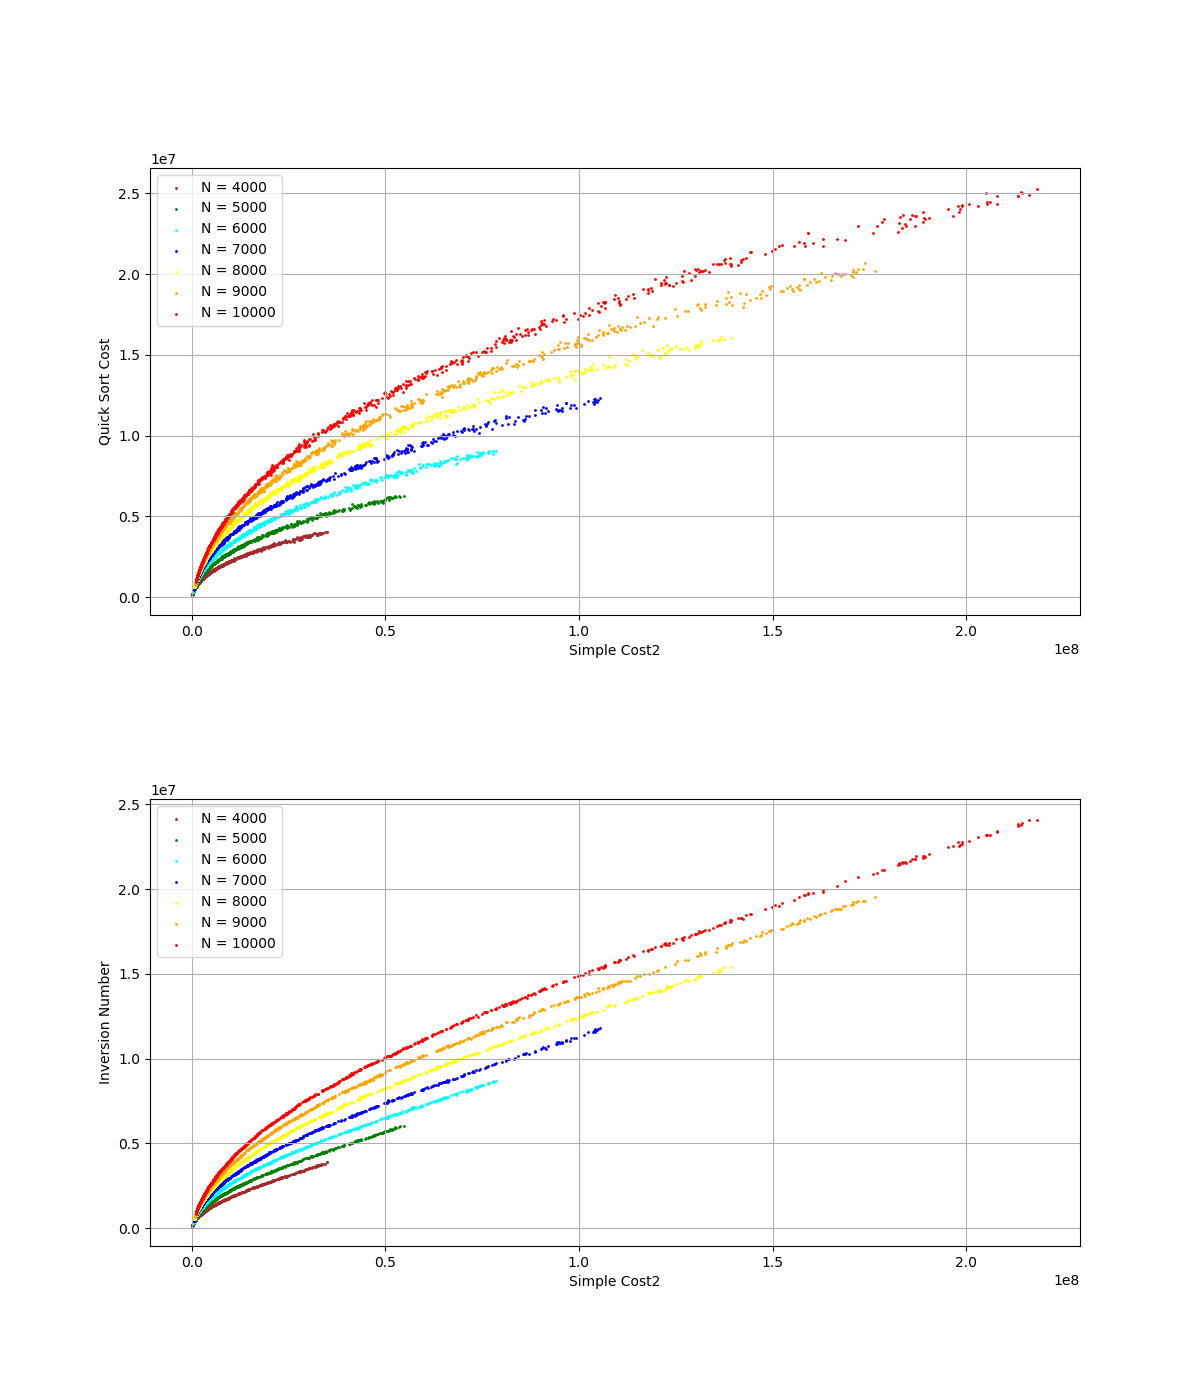 1e7
N = 4000
N = 5000
N = 6000
N = 7000
N = 8000
N = 9000
N = 10000
2.5
2.0
1.5
1.0
0.5
0.0
Quick Sort Cost
0.0 0.5 1.0 1.5 2.0
Simple Cost2
1e8
1e7
N = 4000
N = 5000
N = 6000
N = 7000
N = 8000
N = 9000
N = 10000
2.5
2.0
1.5
1.0
0.5
0.0
Inversion Number
0.0 0.5 1.0 1.5 2.0
Simple Cost2
1e8